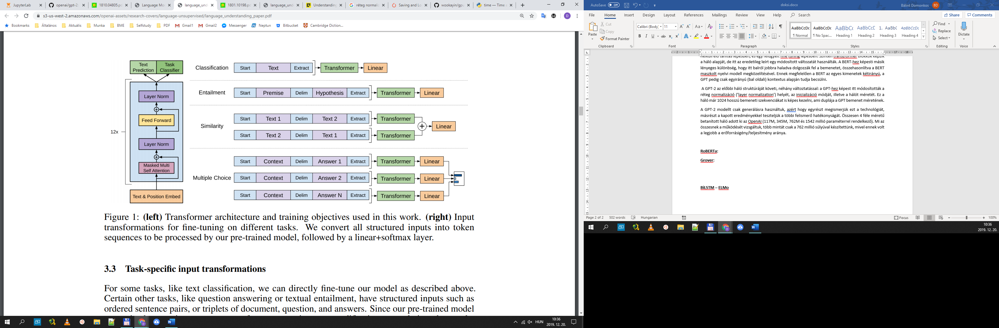 JupyterLab
openai/gpt-2:
1810.04805.pd
Language Mo
language_und
1801.10198.pd
language_und
Understanding
réteg normaliz
Saving and Lo
wookayin/gpu
time — Time a
s3-us-west-2.amazonaws.com/openai-assets/research-covers/language-unsupervised/language_understanding_paper.pdf
D
Bookmarks Általános Aktuális Munka BME Selfstudy PDF Gmail1 Gmail2 Messenger Neptun Bitbucket Cambridge Diction...
Text Prediction
Task Classifier
Layer Norm
Feed Forward
12x
Layer Norm
Masked Multi Self Attention
Text & Position Embed
Classification Start Text Extract Transformer Linear
Entailment Start Premise Delim Hypothesis Extract Transformer Linear
Similarity
Start Text 1 Delim Text 2 Extract Transformer
+ Linear
Start Text 2 Delim Text 1 Extract Transformer
Multiple Choice
Start Context Delim Answer 1 Extract Transformer Linear
Start Context Delim Answer 2 Extract Transformer Linear
Start Context Delim Answer N Extract Transformer Linear
Figure 1: (left) Transformer architecture and training objectives used in this work. (right) Input
transformations for fine-tuning on different tasks. We convert all structured inputs into token
sequences to be processed by our pre-trained model, followed by a linear+softmax layer.
3.3 Task-specific input transformations
For some tasks, like text classification, we can directly fine-tune our model as described above.
Certain other tasks, like question answering or textual entailment, have structured inputs such as
ordered sentence pairs, or triplets of document, question, and answers. Since our pre-trained model
HUN
10:36
2019. 12. 20.
AutoSave Off
doksi.docx
Bálint Domonkos BD
File Home Insert Design Layout References Mailings Review View Help Search
Share Comments
Paste
Cut
Copy
Format Painter
Clipboard
Calibri (Body) 11
Font
Paragraph
AaBbCcDc AaBbCcDc AaBbCc AaBbCcE 1. AaBbC AaBbCcDc
¶ Normal ¶ No Spac... Heading 1 Heading 2 Heading 3 Heading 4
Styles
Find
Replace
Select
Editing
Dictate
Voice
nélküli elő tanítás lépésben, és egy felügyelt fine tuning lépésben. Szintén transzformer blokkok képzik
a háló alapját, de itt az eredetileg leírt egy módosított változatát használták. A BERT-hez képesti másik
lényeges különbség, hogy itt balról jobbra haladva dolgozzák fel a bemenetet, összehasonlítva a BERT
maszkolt nyelvi modell megközelítésével. Ennek megfelelően a BERT az egyes kimenetek kétirányú, a
GPT pedig csak egyirányú (bal oldali) kontextus alapján tudja becsülni.
A GPT-2 az előbbi háló struktúráját követi, néhány változtatással: a GPT-hez képest itt módosították a
réteg normalizáció ('layer normalization') helyét, az inicializáció módját, illetve a hálót méretét. Ez a
háló már 1024 hosszú bemeneti szekvenciákat is képes kezelni, ami duplája a GPT bemenet méretének.
A GPT-2 modellt csak generálásra használtuk, azért hogy egyrészt megismerjük ezt a technológiát,
másrészt a kapott eredményekkel teszteljük a többi felismerő hatékonyságát. Összesen 4 féle méretű
betanított háló adott ki az OpenAI (117M, 345M, 762M és 1542 millió paraméterrel rendelkező). Mi az
összesnek a működését vizsgáltuk, több mintát csak a 762 millió súlyúval készítettünk, mivel ennek volt
a legjobb a erőforrásigény/teljesítmény aránya.
RoBERTa:
Grover:
BiLSTM – ELMo
Page 2 of 2 502 words Hungarian
Focus
100%
10:36
2019. 12. 20.